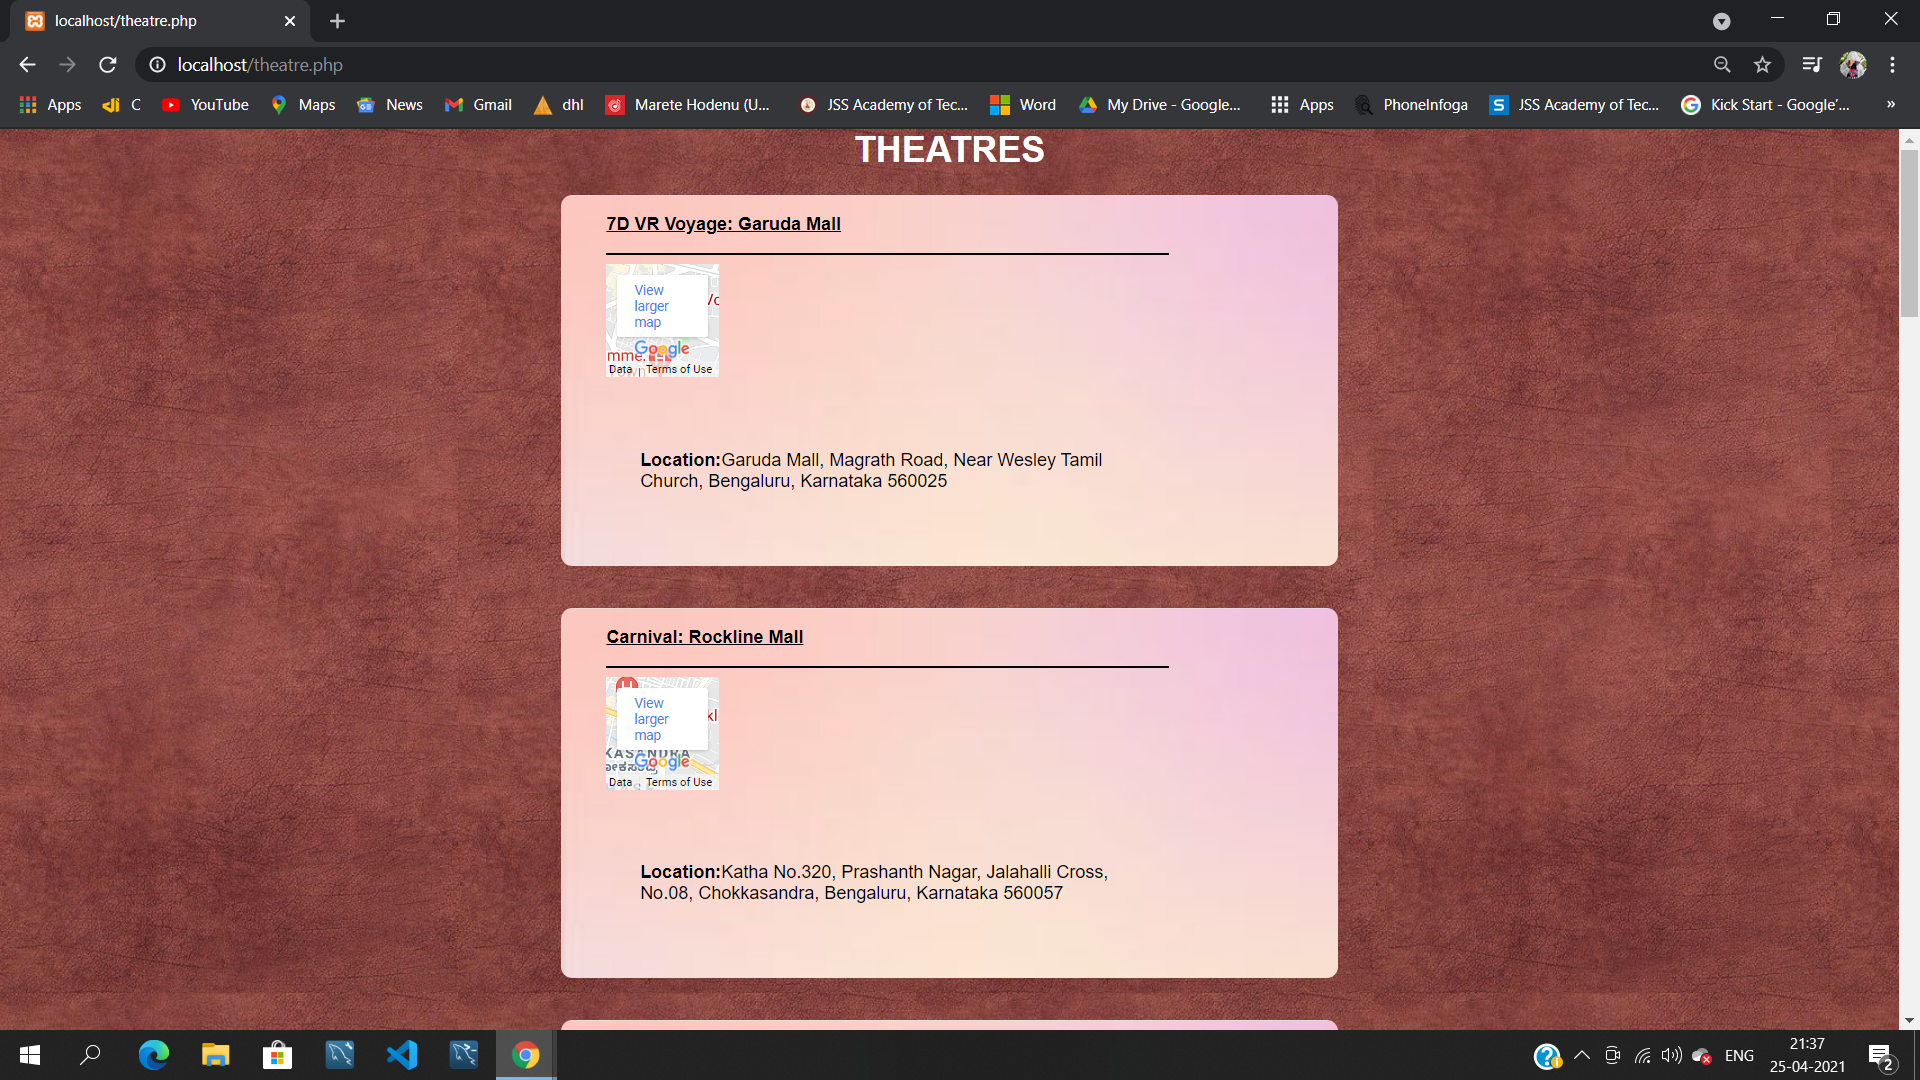 localhost/theatre.php
localhost/theatre.php
Apps C YouTube Maps News Gmail dhl Marete Hodenu (U... JSS Academy of Tec... Word My Drive - Google... Apps PhoneInfoga S JSS Academy of Tec... Kick Start - Google'... »
THEATRES
7D VR Voyage: Garuda Mall
View
larger
map
Vo
Google
mme,
H
Data Terms of Use
Location:Garuda Mall, Magrath Road, Near Wesley Tamil
Church, Bengaluru, Karnataka 560025
Carnival: Rockline Mall
View
larger
map
kl
KASANDRA
Google
Data Terms of Use
Location:Katha No.320, Prashanth Nagar, Jalahalli Cross,
No.08, Chokkasandra, Bengaluru, Karnataka 560057
ENG
21:37
25-04-2021
2